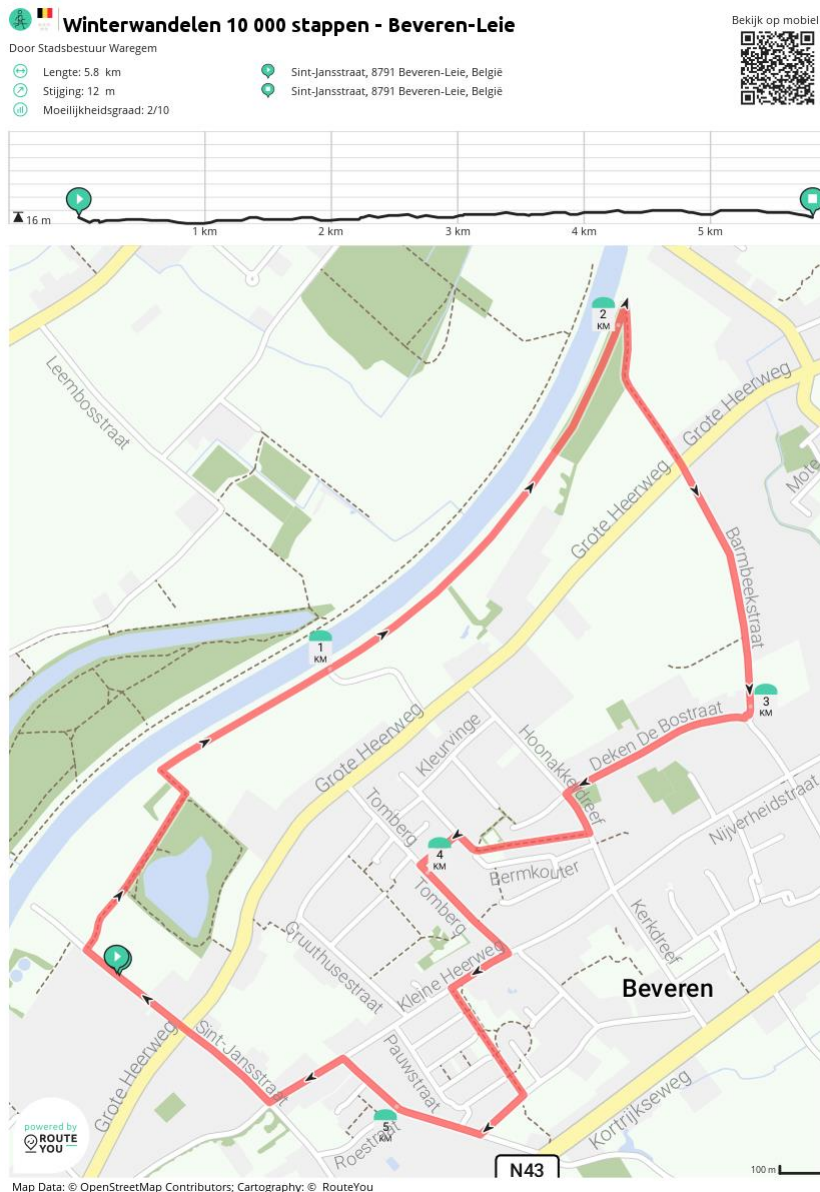 Winterwandelen 10 000 stappen - Beveren-Leie
Bekijk op mobiel
Door Stadsbestuur Waregem
Lengte: 5.8 km
Sint-Jansstraat, 8791 Beveren-Leie, België
Stijging: 12 m
Sint-Jansstraat, 8791 Beveren-Leie, België
Moeilijkheidsgraad: 2/10
16 m
1 km
2 km
3 km
4 km
5 km
2
KM
Leembosstraat
Grote Heerweg
Grote Heerweg
Mote
Barmbeekstraat
1
KM
3
KM
Grote Heerweg
Kleurvinge
Hoonakkerdreef
Deken De Bostraat
Tomberg
Nijverheidstraat
4
KM
Bermkouter
Tomberg
Kerkdreef
Gruuthusestraat
Kleine Heerweg
Beveren
Sint-Jansstraat
Grote Heerweg
Pauwstraat
Kortrijkseweg
5
KM
Roestraat
powered by
ROUTE
YOU
N43
100 m
Map Data: © OpenStreetMap Contributors; Cartography: © RouteYou